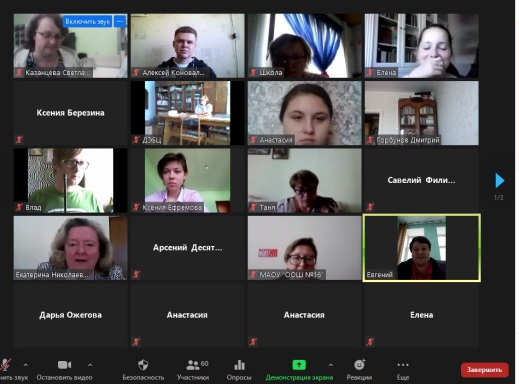 Включить звук ...
Казанцева Светла...
Алексей Коновал...
Школа
Елена
Ксения Березина
ДЭБЦ
Анастасия
Горбунов Дмитрий
Влад
Ксения Ефремова
Таня
Савелий Фили...
1/3
Екатерина Николаев...
Арсений Десят...
МАОУ "ООШ №16"
Евгений
Дарья Ожегова
Анастасия
Анастасия
Елена
60
чить звук
Остановить видео
Безопасность
Участники
Опросы
Демонстрация экрана
Реакции
Еще
Завершить